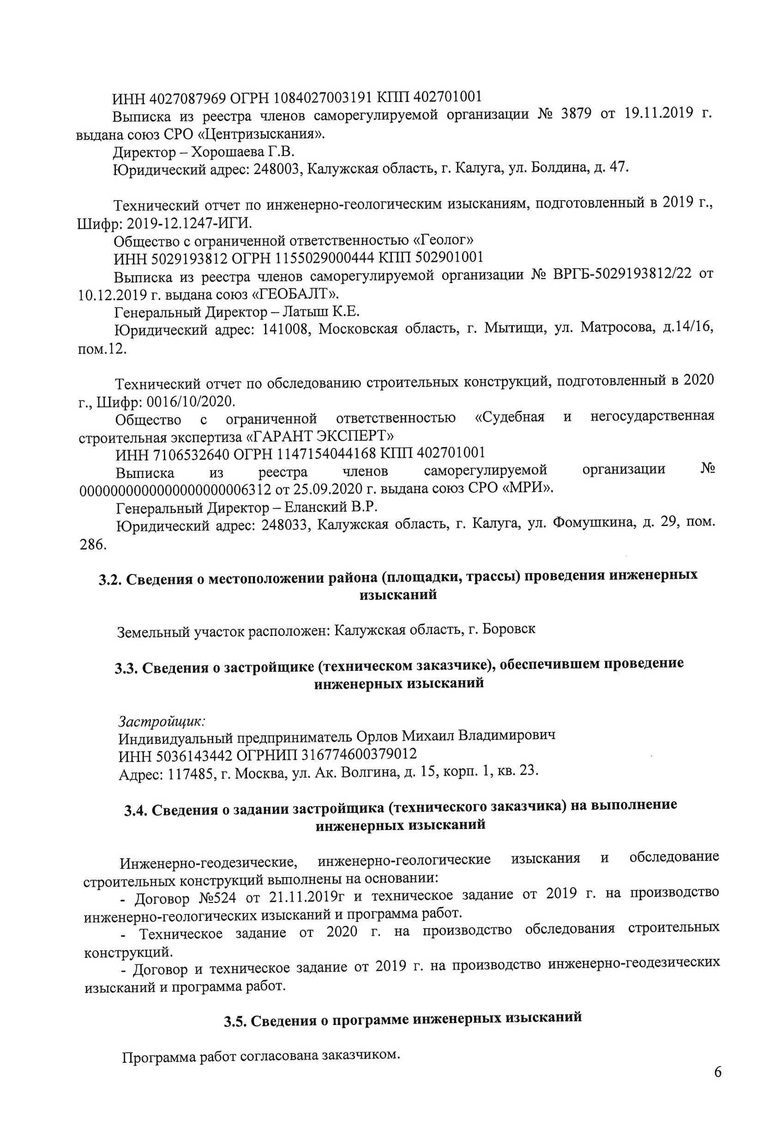 ИНН 4027087969 ОГРН 1084027003191 КПП 402701001
Выписка из реестра членов саморегулируемой организации № 3879 от 19.11.2019 г.
выдана союз СРО «Центризыскания».
Директор – Хорошаева Г.В.
Юридический адрес: 248003, Калужская область, г. Калуга, ул. Болдина, д. 47.
Технический отчет по инженерно-геологическим изысканиям, подготовленный в 2019 г.,
Шифр: 2019-12.1247-ИГИ.
Общество с ограниченной ответственностью «Геолог»
ИНН 5029193812 ОГРН 1155029000444 КПП 502901001
Выписка из реестра членов саморегулируемой организации № ВРГБ-5029193812/22 от
10.12.2019 г. выдана союз «ГЕОБАЛТ».
Генеральный Директор – Латыш К.Е.
Юридический адрес: 141008, Московская область, г. Мытищи, ул. Матросова, д.14/16,
пом.12.
Технический отчет по обследованию строительных конструкций, подготовленный в 2020
г., Шифр: 0016/10/2020.
Общество с ограниченной ответственностью «Судебная и негосударственная
строительная экспертиза «ГАРАНТ ЭКСПЕРТ»
ИНН 7106532640 ОГРН 1147154044168 КПП 402701001
Выписка из реестра членов саморегулируемой организации №
0000000000000000000006312 от 25.09.2020 г. выдана союз СРО «МРИ».
Генеральный Директор – Еланский В.Р.
Юридический адрес: 248033, Калужская область, г. Калуга, ул. Фомушкина, д. 29, пом.
286.
3.2. Сведения о местоположении района (площадки, трассы) проведения инженерных
изысканий
Земельный участок расположен: Калужская область, г. Боровск
3.3. Сведения о застройщике (техническом заказчике), обеспечившем проведение
инженерных изысканий
Застройщик:
Индивидуальный предприниматель Орлов Михаил Владимирович
ИНН 5036143442 ОГРНИП 316774600379012
Адрес: 117485, г. Москва, ул. Ак. Волгина, д. 15, корп. 1, кв. 23.
3.4. Сведения о задании застройщика (технического заказчика) на выполнение
инженерных изысканий
Инженерно-геодезические, инженерно-геологические изыскания и обследование
строительных конструкций выполнены на основании:
- Договор №524 от 21.11.2019г и техническое задание от 2019 г. на производство
инженерно-геологических изысканий и программа работ.
- Техническое задание от 2020 г. на производство обследования строительных
конструкций.
- Договор и техническое задание от 2019 г. на производство инженерно-геодезических
изысканий и программа работ.
3.5. Сведения о программе инженерных изысканий
Программа работ согласована заказчиком.
6